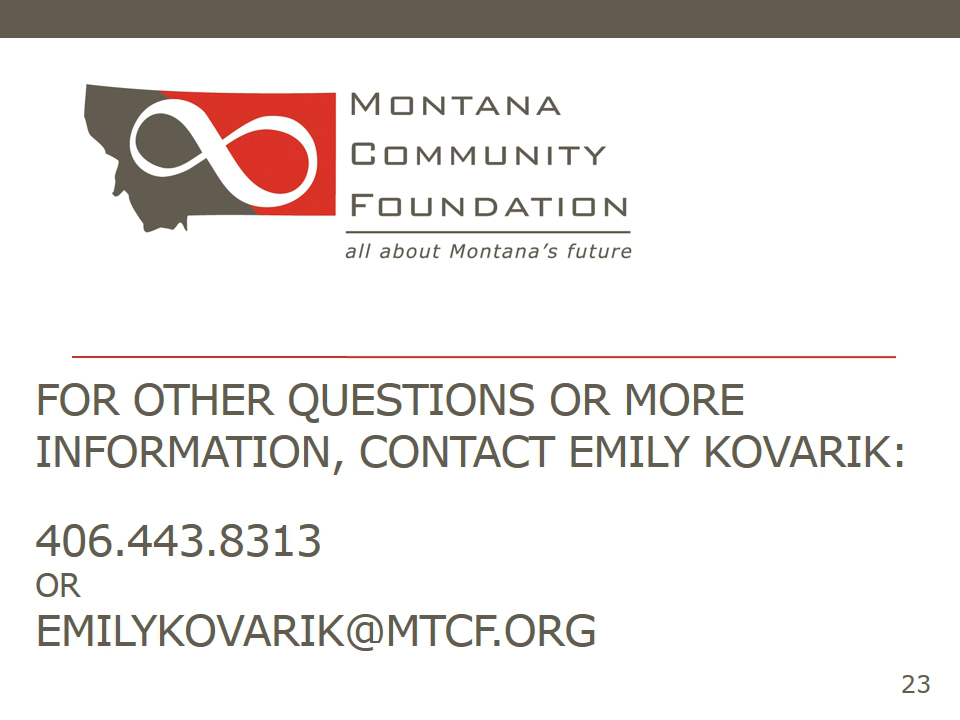 MONTANA
COMMUNITY
FOUNDATION
all about Montana's future
FOR OTHER QUESTIONS OR MORE
INFORMATION, CONTACT EMILY KOVARIK:
406.443.8313
OR
EMILYKOVARIK@MTCF.ORG
23